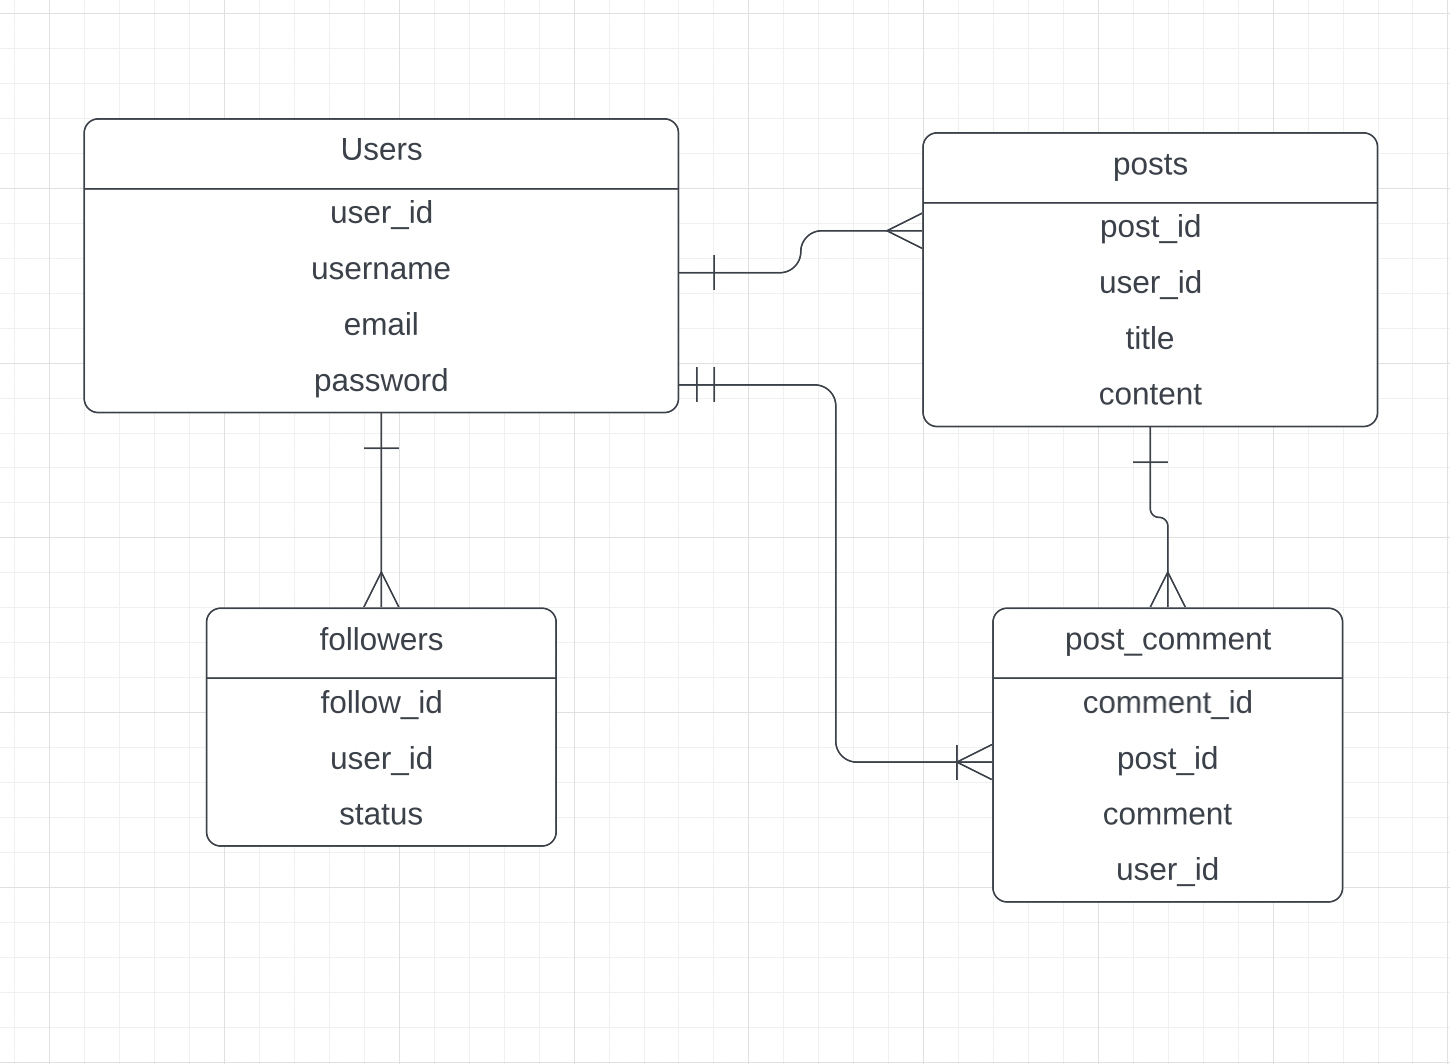 Users
user_id
username
email
password
posts
post_id
user_id
title
content
followers
follow_id
user_id
status
post_comment
comment_id
post_id
comment
user_id